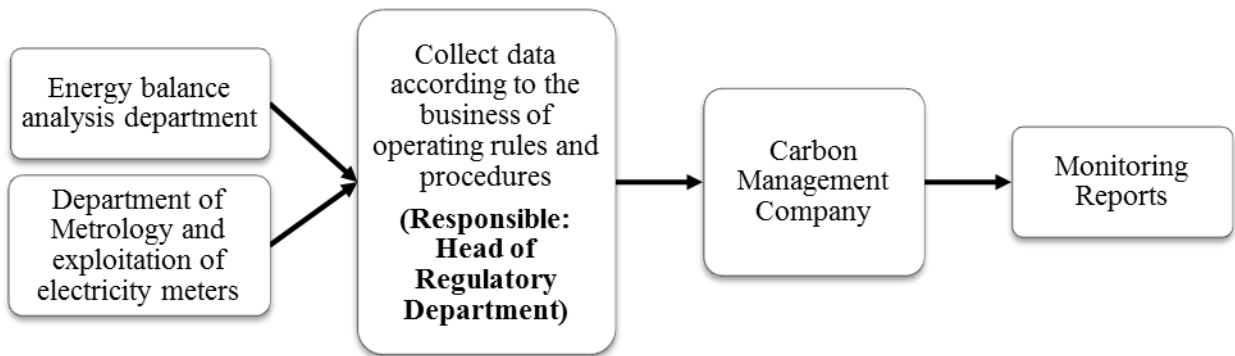 Energy balance
analysis department
Department of
Metrology and
exploitation of
electricity meters
Collect data
according to the
business of
operating rules and
procedures
(Responsible:
Head of
Regulatory
Department)
Carbon
Management
Company
Monitoring
Reports